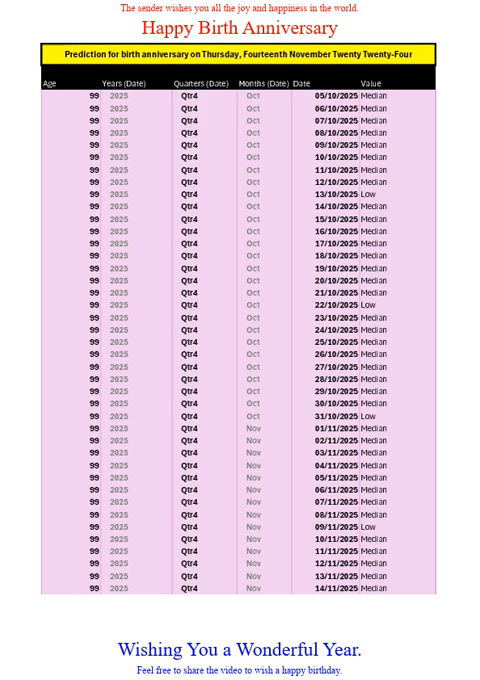 The sender wishes you all the joy and happiness in the world.
Happy Birth Anniversary
Prediction for birth anniversary on Thursday, Fourteenth November Twenty Twenty-Four
Age Years (Date) Quarters (Date) Months (Date) Date Value
99 2025 Qtr4 Oct 05/10/2025 Median
99 2025 Qtr4 Oct 06/10/2025 Median
99 2025 Qtr4 Oct 07/10/2025 Median
99 2025 Qtr4 Oct 08/10/2025 Median
99 2025 Qtr4 Oct 09/10/2025 Median
99 2025 Qtr4 Oct 10/10/2025 Median
99 2025 Qtr4 Oct 11/10/2025 Median
99 2025 Qtr4 Oct 12/10/2025 Median
99 2025 Qtr4 Oct 13/10/2025 Low
99 2025 Qtr4 Oct 14/10/2025 Median
99 2025 Qtr4 Oct 15/10/2025 Median
99 2025 Qtr4 Oct 16/10/2025 Median
99 2025 Qtr4 Oct 17/10/2025 Median
99 2025 Qtr4 Oct 18/10/2025 Median
99 2025 Qtr4 Oct 19/10/2025 Median
99 2025 Qtr4 Oct 20/10/2025 Median
99 2025 Qtr4 Oct 21/10/2025 Median
99 2025 Qtr4 Oct 22/10/2025 Low
99 2025 Qtr4 Oct 23/10/2025 Median
99 2025 Qtr4 Oct 24/10/2025 Median
99 2025 Qtr4 Oct 25/10/2025 Median
99 2025 Qtr4 Oct 26/10/2025 Median
99 2025 Qtr4 Oct 27/10/2025 Median
99 2025 Qtr4 Oct 28/10/2025 Median
99 2025 Qtr4 Oct 29/10/2025 Median
99 2025 Qtr4 Oct 30/10/2025 Median
99 2025 Qtr4 Oct 31/10/2025 Low
99 2025 Qtr4 Nov 01/11/2025 Median
99 2025 Qtr4 Nov 02/11/2025 Median
99 2025 Qtr4 Nov 03/11/2025 Median
99 2025 Qtr4 Nov 04/11/2025 Median
99 2025 Qtr4 Nov 05/11/2025 Median
99 2025 Qtr4 Nov 06/11/2025 Median
99 2025 Qtr4 Nov 07/11/2025 Median
99 2025 Qtr4 Nov 08/11/2025 Median
99 2025 Qtr4 Nov 09/11/2025 Low
99 2025 Qtr4 Nov 10/11/2025 Median
99 2025 Qtr4 Nov 11/11/2025 Median
99 2025 Qtr4 Nov 12/11/2025 Median
99 2025 Qtr4 Nov 13/11/2025 Median
99 2025 Qtr4 Nov 14/11/2025 Median
Wishing You a Wonderful Year.
Feel free to share the video to wish a happy birthday.